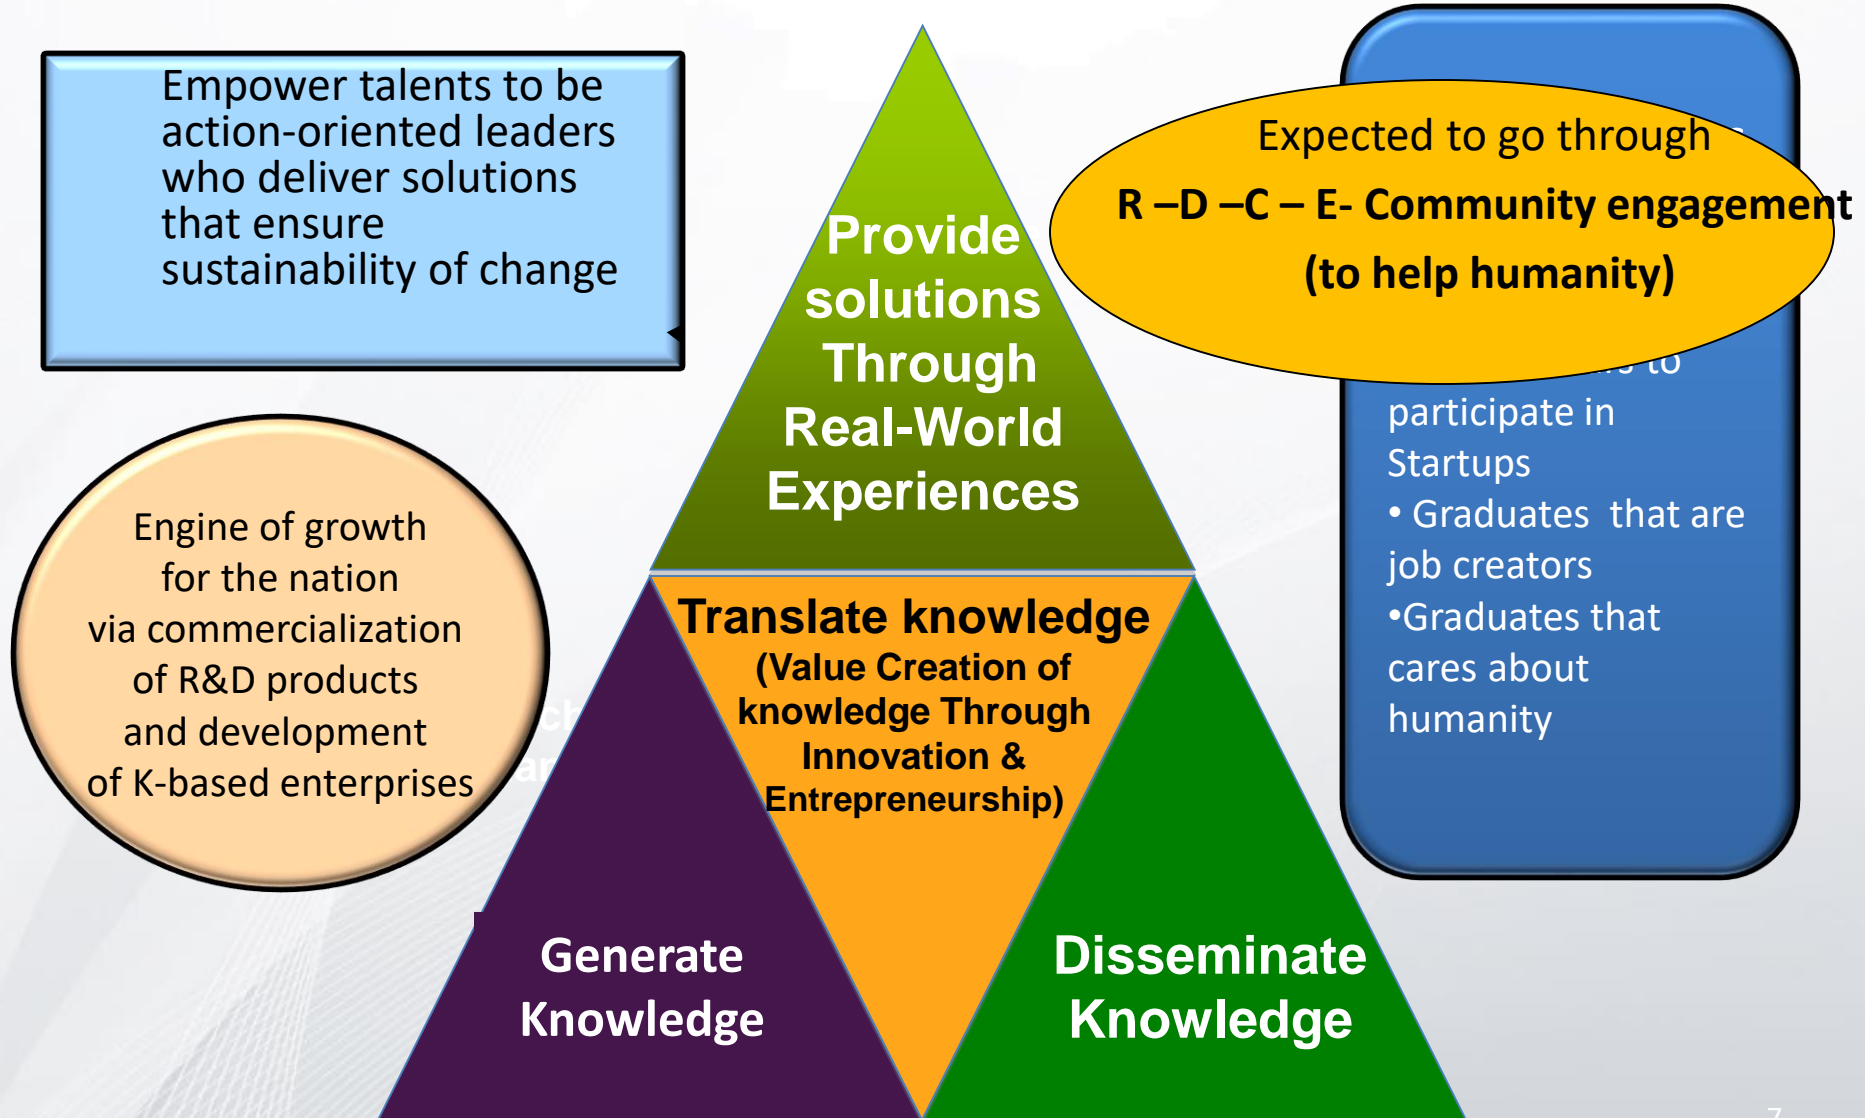 Empower talents to be
action-oriented leaders
who deliver solutions
that ensure
sustainability of change
Engine of growth
for the nation
via commercialization
of R&D products
and development
of K-based enterprises
Provide
solutions
Through
Real-World
Experiences
Translate knowledge
(Value Creation of
knowledge Through
Innovation &
Entrepreneurship)
Generate
Knowledge
Disseminate
Knowledge
Expected to go through
R –D –C – E- Community engagement
(to help humanity)
to
participate in
Startups
• Graduates  that are
job creators
•Graduates that
cares about
humanity
7